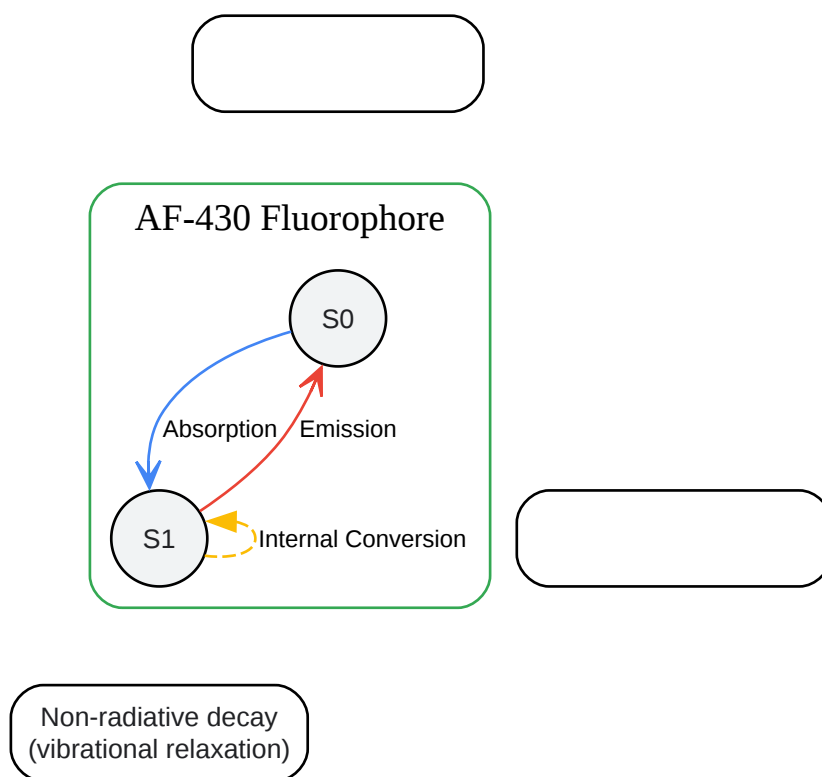 AF-430 Fluorophore
S0
Absorption
Emission
S1
Internal Conversion
Non-radiative decay
(vibrational relaxation)